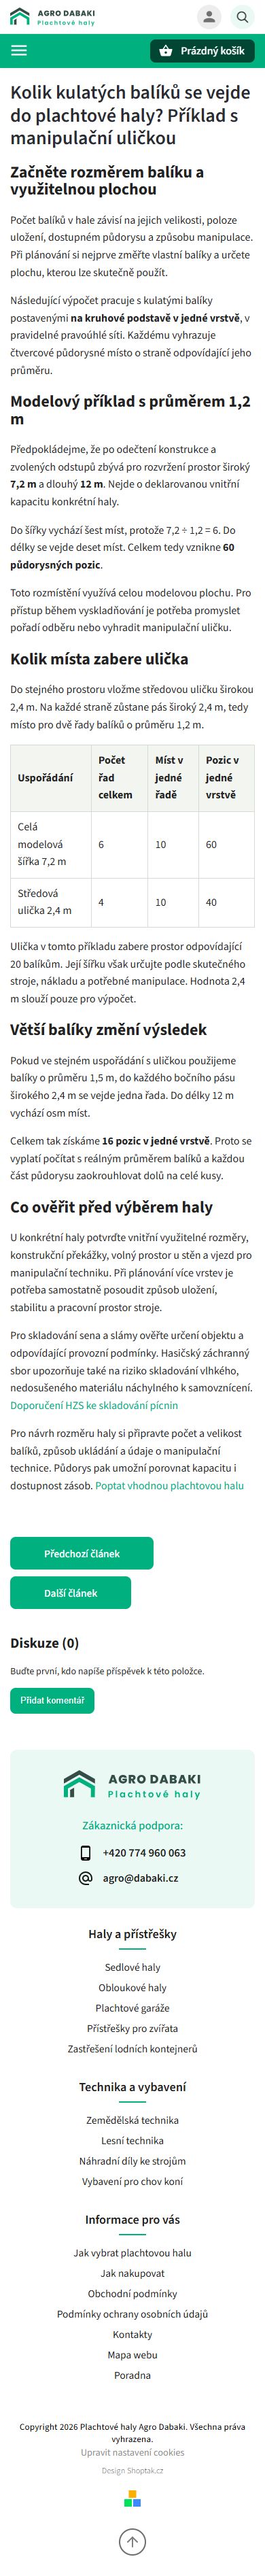 AGRO DABAKI
Plachtové haly
Prázdný košík
Kolik kulatých balíků se vejde
do plachtové haly? Příklad s
manipulační uličkou
Začněte rozměrem balíku a
využitelnou plochou
Počet balíků v hale závisí na jejich velikosti, poloze
uložení, dostupném půdorysu a způsobu manipulace.
Při plánování si nejprve změřte vlastní balíky a určete
plochu, kterou lze skutečně použít.
Následující výpočet pracuje s kulatými balíky
postavenými na kruhové podstavě v jedné vrstvě, v
pravidelné pravoúhlé síti. Každému vyhrazuje
čtvercové půdorysné místo o straně odpovídající jeho
průměru.
Modelový příklad s průměrem 1,2
m
Předpokládejme, že po odečtení konstrukce a
zvolených odstupů zbývá pro rozvržení prostor široký
7,2 m a dlouhý 12 m. Nejde o deklarovanou vnitřní
kapacitu konkrétní haly.
Do šířky vychází šest míst, protože 7,2 ÷ 1,2 = 6. Do
délky se vejde deset míst. Celkem tedy vznikne 60
půdorysných pozic.
Toto rozmístění využívá celou modelovou plochu. Pro
přístup během vyskladňování je potřeba promyslet
pořadí odběru nebo vyhradit manipulační uličku.
Kolik místa zabere ulička
Do stejného prostoru vložme středovou uličku širokou
2,4 m. Na každé straně zůstane pás široký 2,4 m, tedy
místo pro dvě řady balíků o průměru 1,2 m.
Uspořádání
Počet
řad
celkem
Míst v
jedné
řadě
Pozic v
jedné
vrstvě
Celá
modelová
šířka 7,2 m
6
10
60
Středová
ulička 2,4 m
4
10
40
Ulička v tomto příkladu zabere prostor odpovídající
20 balíkům. Její šířku však určujte podle skutečného
stroje, nákladu a potřebné manipulace. Hodnota 2,4
m slouží pouze pro výpočet.
Větší balíky změní výsledek
Pokud ve stejném uspořádání s uličkou použijeme
balíky o průměru 1,5 m, do každého bočního pásu
širokého 2,4 m se vejde jedna řada. Do délky 12 m
vychází osm míst.
Celkem tak získáme 16 pozic v jedné vrstvě. Proto se
vyplatí počítat s reálným průměrem balíků a každou
část půdorysu zaokrouhlovat dolů na celé kusy.
Co ověřit před výběrem haly
U konkrétní haly potvrďte vnitřní využitelné rozměry,
konstrukční překážky, volný prostor u stěn a vjezd pro
manipulační techniku. Při plánování více vrstev je
potřeba samostatně posoudit způsob uložení,
stabilitu a pracovní prostor stroje.
Pro skladování sena a slámy ověřte určení objektu a
odpovídající provozní podmínky. Hasičský záchranný
sbor upozorňuje také na riziko skladování vlhkého,
nedosušeného materiálu náchylného k samovznícení.
Doporučení HZS ke skladování pícnin
Pro návrh rozměru haly si připravte počet a velikost
balíků, způsob ukládání a údaje o manipulační
technice. Půdorys pak umožní porovnat kapacitu i
dostupnost zásob. Poptat vhodnou plachtovou halu
Předchozí článek
Další článek
Diskuze (0)
Buďte první, kdo napíše příspěvek k této položce.
Přidat komentář
AGRO DABAKI
Plachtové haly
Zákaznická podpora:
+420 774 960 063
agro@dabaki.cz
Haly a přístřešky
Sedlové haly
Obloukové haly
Plachtové garáže
Přístřešky pro zvířata
Zastřešení lodních kontejnerů
Technika a vybavení
Zemědělská technika
Lesní technika
Náhradní díly ke strojům
Vybavení pro chov koní
Informace pro vás
Jak vybrat plachtovou halu
Jak nakupovat
Obchodní podmínky
Podmínky ochrany osobních údajů
Kontakty
Mapa webu
Poradna
Copyright 2026 Plachtové haly Agro Dabaki. Všechna práva
vyhrazena.
Upravit nastavení cookies
Design Shoptak.cz